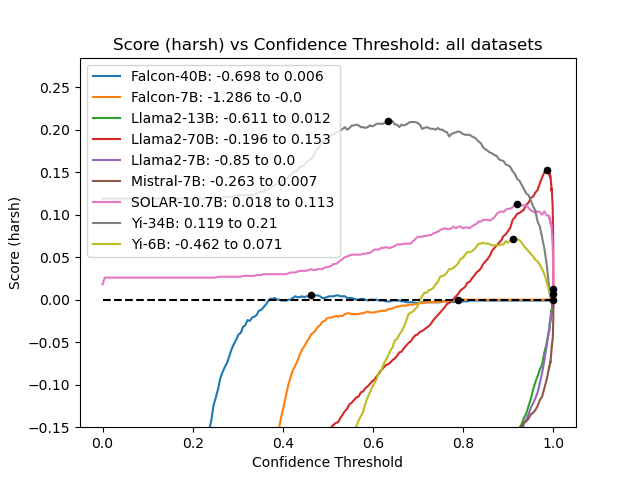 Score (harsh) vs Confidence Threshold: all datasets
Score (harsh)
0.25
0.20
0.15
0.10
0.05
0.00
−0.05
−0.10
−0.15
Falcon-40B: -0.698 to 0.006
Falcon-7B: -1.286 to -0.0
Llama2-13B: -0.611 to 0.012
Llama2-70B: -0.196 to 0.153
Llama2-7B: -0.85 to 0.0
Mistral-7B: -0.263 to 0.007
SOLAR-10.7B: 0.018 to 0.113
Yi-34B: 0.119 to 0.21
Yi-6B: -0.462 to 0.071
0.0 0.2 0.4 0.6 0.8 1.0
Confidence Threshold